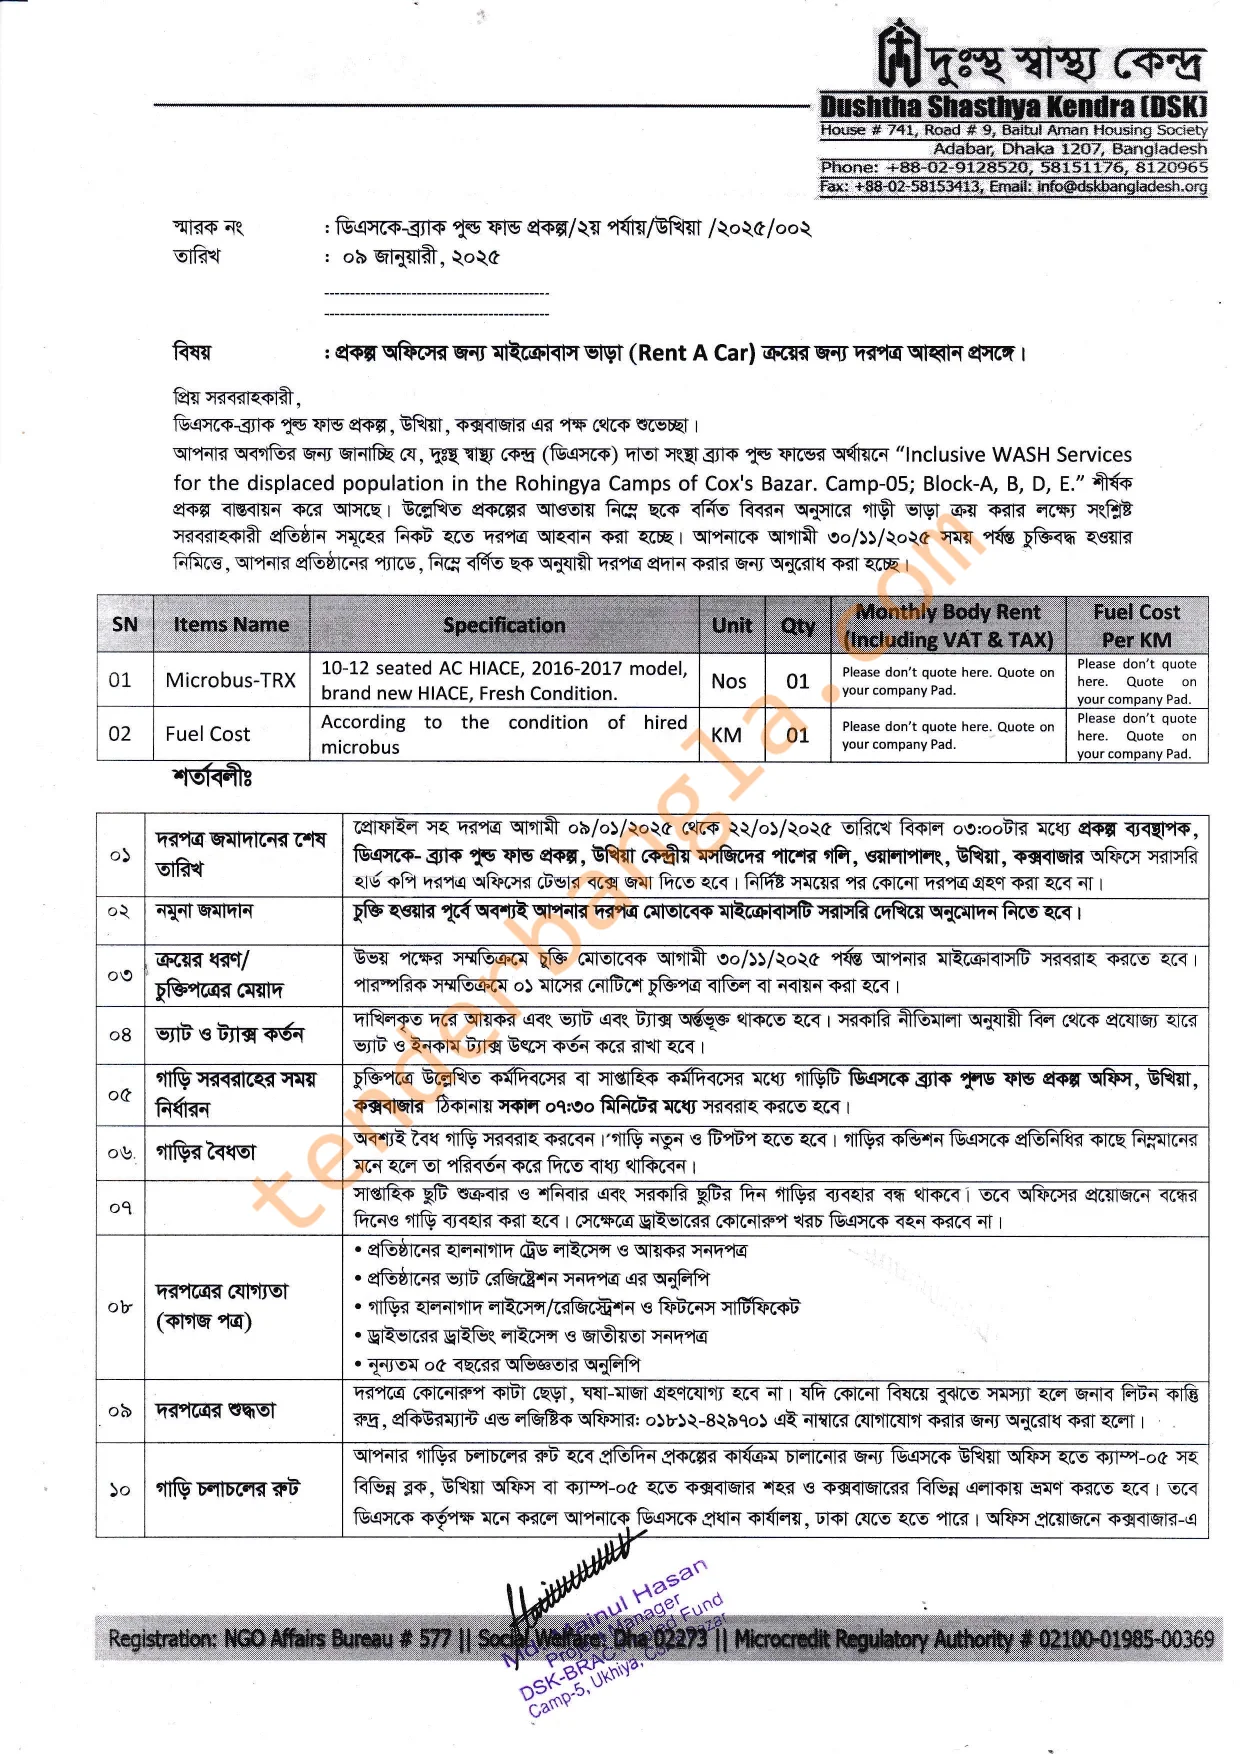 দুঃস্থ স্বাস্থ্য কেন্দ্র
Dushtha Shasthya Kendra (DSK)
House # 741, Road # 9, Baitul Aman Housing Society
Adabar, Dhaka 1207, Bangladesh
Phone: +88-02-9128520, 58151176, 8120965
Fax: +88-02-58153413, Email: info@dskbangladesh.org
স্মারক নং : ডিএসকে-ব্র্যাক পুল্ড ফান্ড প্রকল্প/২য় পর্যায়/উখিয়া /২০২৫/০০২
তারিখ : ০৯ জানুয়ারী, ২০২৫
-------------------------------------------
-------------------------------------------
বিষয় : প্রকল্প অফিসের জন্য মাইক্রোবাস ভাড়া (Rent A Car) ক্রয়ের জন্য দরপত্র আহ্বান প্রসঙ্গে।
প্রিয় সরবরাহকারী,
ডিএসকে-ব্র্যাক পুল্ড ফান্ড প্রকল্প, উখিয়া, কক্সবাজার এর পক্ষ থেকে শুভেচ্ছা।
আপনার অবগতির জন্য জানাচ্ছি যে, দুঃস্থ স্বাস্থ্য কেন্দ্র (ডিএসকে) দাতা সংস্থা ব্র্যাক পুল্ড ফান্ডের অর্থায়নে “Inclusive WASH Services
for the displaced population in the Rohingya Camps of Cox's Bazar. Camp-05; Block-A, B, D, E.” শীর্ষক
প্রকল্প বাস্তবায়ন করে আসছে। উল্লেখিত প্রকল্পের আওতায় নিম্নে ছকে বর্নিত বিবরন অনুসারে গাড়ী ভাড়া ক্রয় করার লক্ষ্যে সংশ্লিষ্ট
সরবরাহকারী প্রতিষ্ঠান সমূহের নিকট হতে দরপত্র আহবান করা হচ্ছে। আপনাকে আগামী ৩০/১১/২০২৫ সময় পর্যন্ত চুক্তিবদ্ধ হওয়ার
নিমিত্তে, আপনার প্রতিষ্ঠানের প্যাডে, নিম্নে বর্ণিত ছক অনুযায়ী দরপত্র প্রদান করার জন্য অনুরোধ করা হচ্ছে।
SN Items Name Specification Unit Qty Monthly Body Rent (Including VAT & TAX) Fuel Cost Per KM
01 Microbus-TRX 10-12 seated AC HIACE, 2016-2017 model, brand new HIACE, Fresh Condition. Nos 01 Please don't quote here. Quote on your company Pad. Please don't quote here. Quote on your company Pad.
02 Fuel Cost According to the condition of hired microbus KM 01 Please don't quote here. Quote on your company Pad. Please don't quote here. Quote on your company Pad.
শর্তাবলীঃ
০১ দরপত্র জমাদানের শেষ তারিখ প্রোফাইল সহ দরপত্র আগামী ০৯/০১/২০২৫ থেকে ২২/০১/২০২৫ তারিখে বিকাল ০৩:০০টার মধ্যে প্রকল্প ব্যবস্থাপক,
ডিএসকে- ব্র্যাক পুল্ড ফান্ড প্রকল্প, উখিয়া কেন্দ্রীয় মসজিদের পাশের গলি, ওয়ালাপালং, উখিয়া, কক্সবাজার অফিসে সরাসরি
হার্ড কপি দরপত্র অফিসের টেন্ডার বক্সে জমা দিতে হবে। নির্দিষ্ট সময়ের পর কোনো দরপত্র গ্রহণ করা হবে না।
০২ নমুনা জমাদান চুক্তি হওয়ার পূর্বে অবশ্যই আপনার দরপত্র মোতাবেক মাইক্রোবাসটি সরাসরি দেখিয়ে অনুমোদন নিতে হবে।
০৩ ক্রয়ের ধরণ/ চুক্তিপত্রের মেয়াদ উভয় পক্ষের সম্মতিক্রমে চুক্তি মোতাবেক আগামী ৩০/১১/২০২৫ পর্যন্ত আপনার মাইক্রোবাসটি সরবরাহ করতে হবে।
পারস্পরিক সম্মতিক্রমে ০১ মাসের নোটিশে চুক্তিপত্র বাতিল বা নবায়ন করা হবে।
০৪ ভ্যাট ও ট্যাক্স কর্তন দাখিলকৃত দরে আয়কর এবং ভ্যাট এবং ট্যাক্স অর্ন্তভূক্ত থাকতে হবে। সরকারি নীতিমালা অনুযায়ী বিল থেকে প্রযোজ্য হারে
ভ্যাট ও ইনকাম ট্যাক্স উৎসে কর্তন করে রাখা হবে।
০৫ গাড়ি সরবরাহের সময় নির্ধারন চুক্তিপত্রে উল্লেখিত কর্মদিবসের বা সাপ্তাহিক কর্মদিবসের মধ্যে গাড়িটি ডিএসকে ব্র্যাক পুলড ফান্ড প্রকল্প অফিস, উখিয়া,
কক্সবাজার ঠিকানায় সকাল ০৭:৩০ মিনিটের মধ্যে সরবরাহ করতে হবে।
০৬. গাড়ির বৈধতা অবশ্যই বৈধ গাড়ি সরবরাহ করবেন। গাড়ি নতুন ও টিপটপ হতে হবে। গাড়ির কন্ডিশন ডিএসকে প্রতিনিধির কাছে নিম্নমানের
মনে হলে তা পরিবর্তন করে দিতে বাধ্য থাকিবেন।
০৭ সাপ্তাহিক ছুটি শুক্রবার ও শনিবার এবং সরকারি ছুটির দিন গাড়ির ব্যবহার বন্ধ থাকবে। তবে অফিসের প্রয়োজনে বন্ধের
দিনেও গাড়ি ব্যবহার করা হবে। সেক্ষেত্রে ড্রাইভারের কোনোরুপ খরচ ডিএসকে বহন করবে না।
০৮ দরপত্রের যোগ্যতা (কাগজ পত্র) • প্রতিষ্ঠানের হালনাগাদ ট্রেড লাইসেন্স ও আয়কর সনদপত্র
• প্রতিষ্ঠানের ভ্যাট রেজিষ্ট্রেশন সনদপত্র এর অনুলিপি
• গাড়ির হালনাগাদ লাইসেন্স/রেজিস্ট্রেশন ও ফিটনেস সার্টিফিকেট
• ড্রাইভারের ড্রাইভিং লাইসেন্স ও জাতীয়তা সনদপত্র
• নূন্যতম ০৫ বছরের অভিজ্ঞতার অনুলিপি
০৯ দরপত্রের শুদ্ধতা দরপত্রে কোনোরুপ কাটা ছেড়া, ঘষা-মাজা গ্রহণযোগ্য হবে না। যদি কোনো বিষয়ে বুঝতে সমস্যা হলে জনাব লিটন কান্তি
রুদ্র, প্রকিউরম্যান্ট এন্ড লজিষ্টিক অফিসার: ০১৮১২-৪২৯৭০১ এই নাম্বারে যোগাযোগ করার জন্য অনুরোধ করা হলো।
১০ গাড়ি চলাচলের রুট আপনার গাড়ির চলাচলের রুট হবে প্রতিদিন প্রকল্পের কার্যক্রম চালানোর জন্য ডিএসকে উখিয়া অফিস হতে ক্যাম্প-০৫ সহ
বিভিন্ন ব্লক, উখিয়া অফিস বা ক্যাম্প-০৫ হতে কক্সবাজার শহর ও কক্সবাজারের বিভিন্ন এলাকায় ভ্রমণ করতে হবে। তবে
ডিএসকে কর্তৃপক্ষ মনে করলে আপনাকে ডিএসকে প্রধান কার্যালয়, ঢাকা যেতে হতে পারে। অফিস প্রয়োজনে কক্সবাজার-এ
tenderbangla.com
Md. Mainul Hasan
Project Manager
DSK-BRAC Pooled Fund
Camp-5, Ukhiya, Cox's Bazar
Registration: NGO Affairs Bureau # 577 || Social Welfare: Dha 02273 || Microcredit Regulatory Authority # 02100-01985-00369